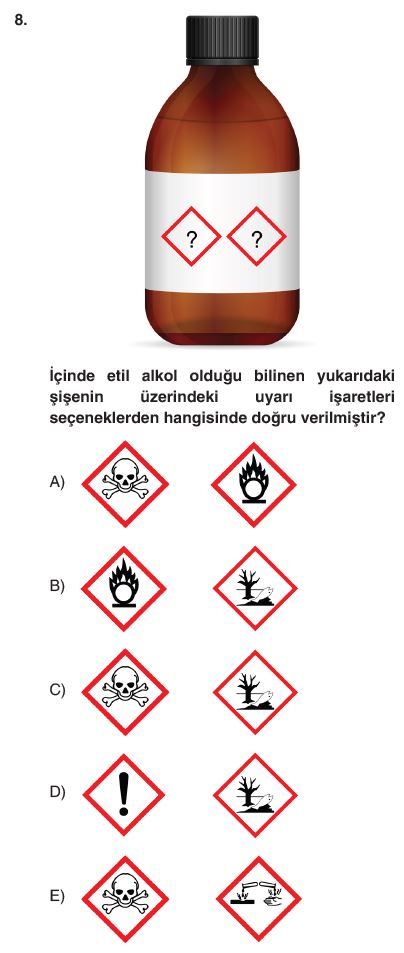 8.
? ?
İçinde etil alkol olduğu bilinen yukarıdaki
şişenin üzerindeki uyarı işaretleri
seçeneklerden hangisinde doğru verilmiştir?
A)
B)
C)
D) !
E)